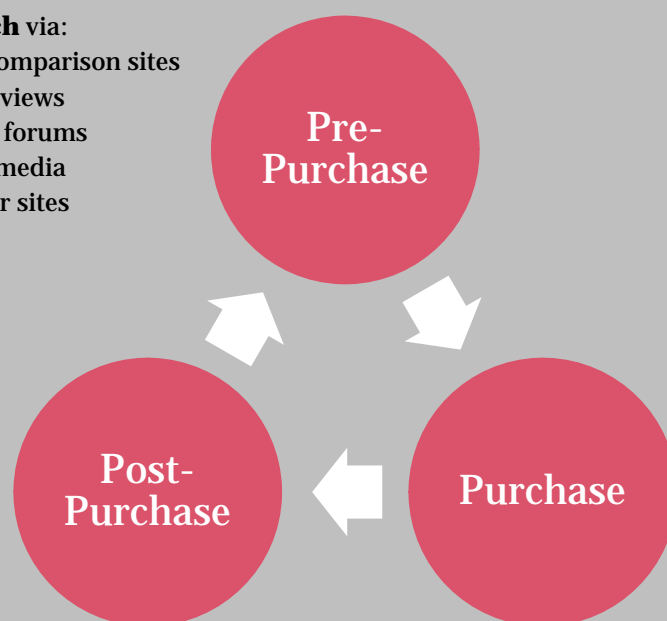 ch via:
omparison sites
views
forums
media
r sites
Pre-
Purchase
Post-
Purchase
Purchase